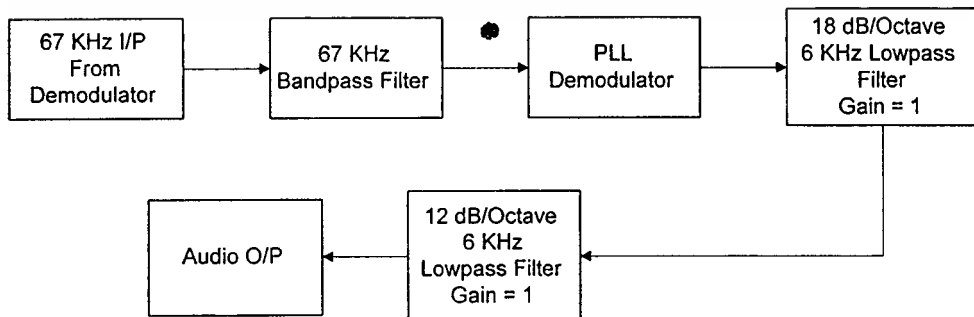 67 KHz I/P
From
Demodulator
67 KHz
Bandpass Filter
PLL
Demodulator
18 dB/Octave
6 KHz Lowpass
Filter
Gain = 1
12 dB/Octave
6 KHz
Lowpass Filter
Gain = 1
Audio O/P